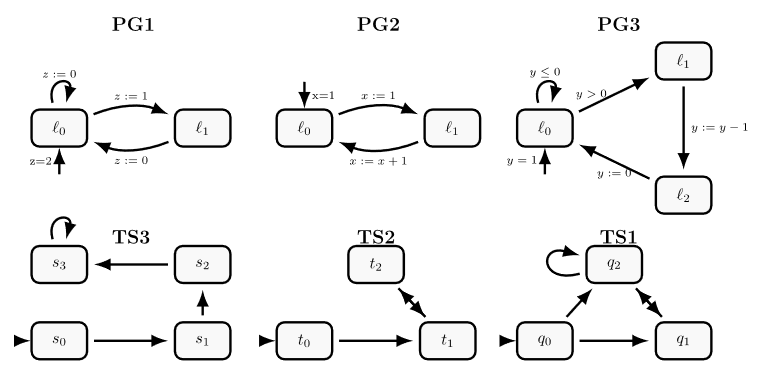 PG1
PG2
PG3
z := 0
z := 1
ℓ₀
ℓ₁
z=2
z := 0
x=1
x := 1
ℓ₀
ℓ₁
x := x + 1
y ≤ 0
y > 0
ℓ₁
ℓ₀
y := y − 1
y = 1
y := 0
ℓ₂
TS3
TS2
TS1
s₃
s₂
t₂
q₂
s₀
s₁
t₀
t₁
q₀
q₁